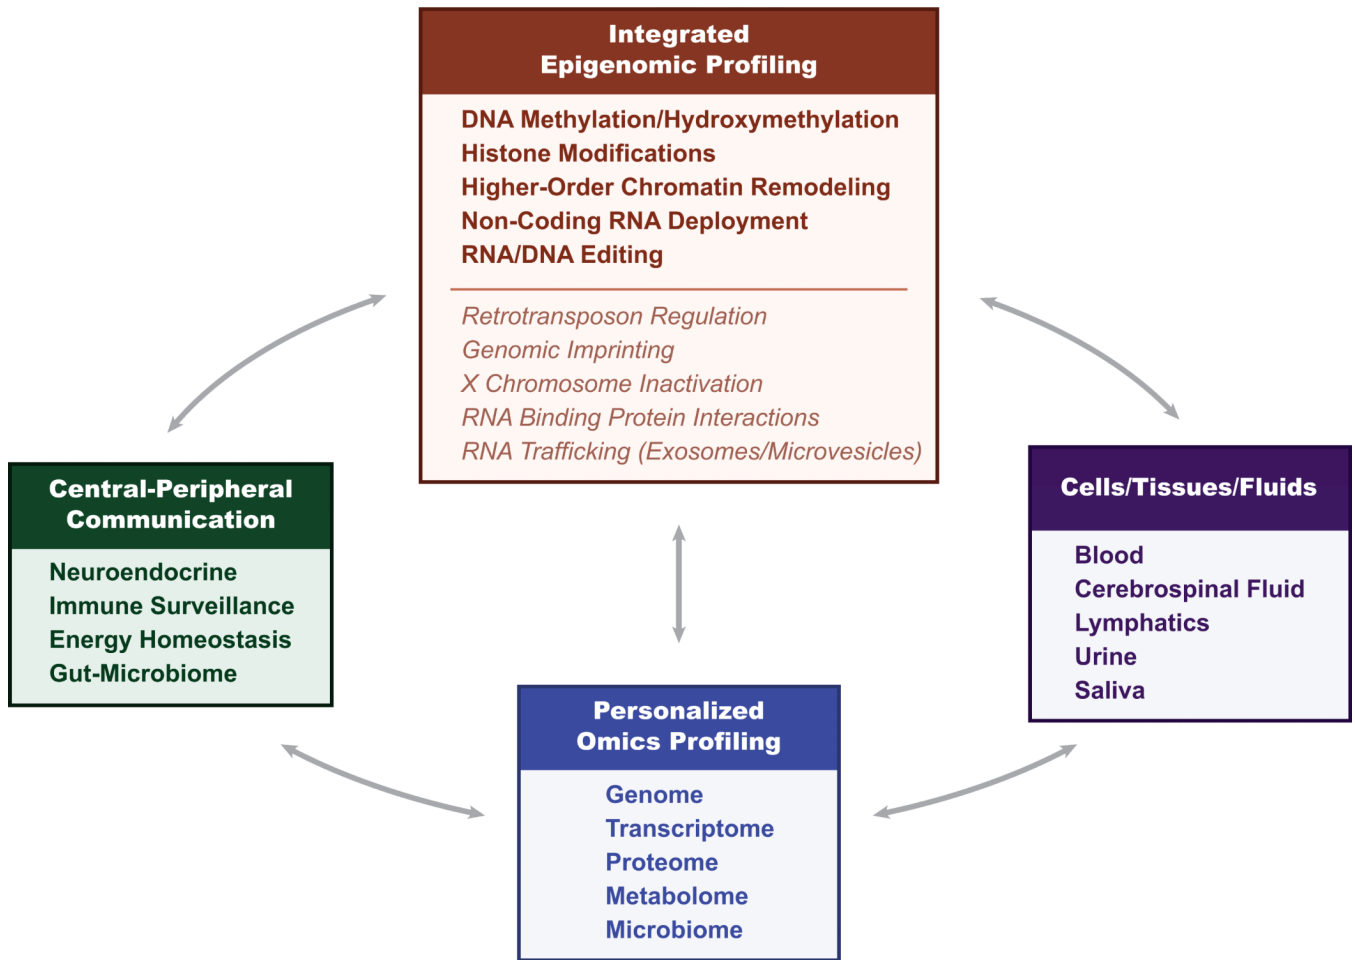 Integrated
Epigenomic Profiling
DNA Methylation/Hydroxymethylation
Histone Modifications
Higher-Order Chromatin Remodeling
Non-Coding RNA Deployment
RNA/DNA Editing
Retrotransposon Regulation
Genomic Imprinting
X Chromosome Inactivation
RNA Binding Protein Interactions
RNA Trafficking (Exosomes/Microvesicles)
Central-Peripheral
Communication
Neuroendocrine
Immune Surveillance
Energy Homeostasis
Gut-Microbiome
Cells/Tissues/Fluids
Blood
Cerebrospinal Fluid
Lymphatics
Urine
Saliva
Personalized
Omics Profiling
Genome
Transcriptome
Proteome
Metabolome
Microbiome